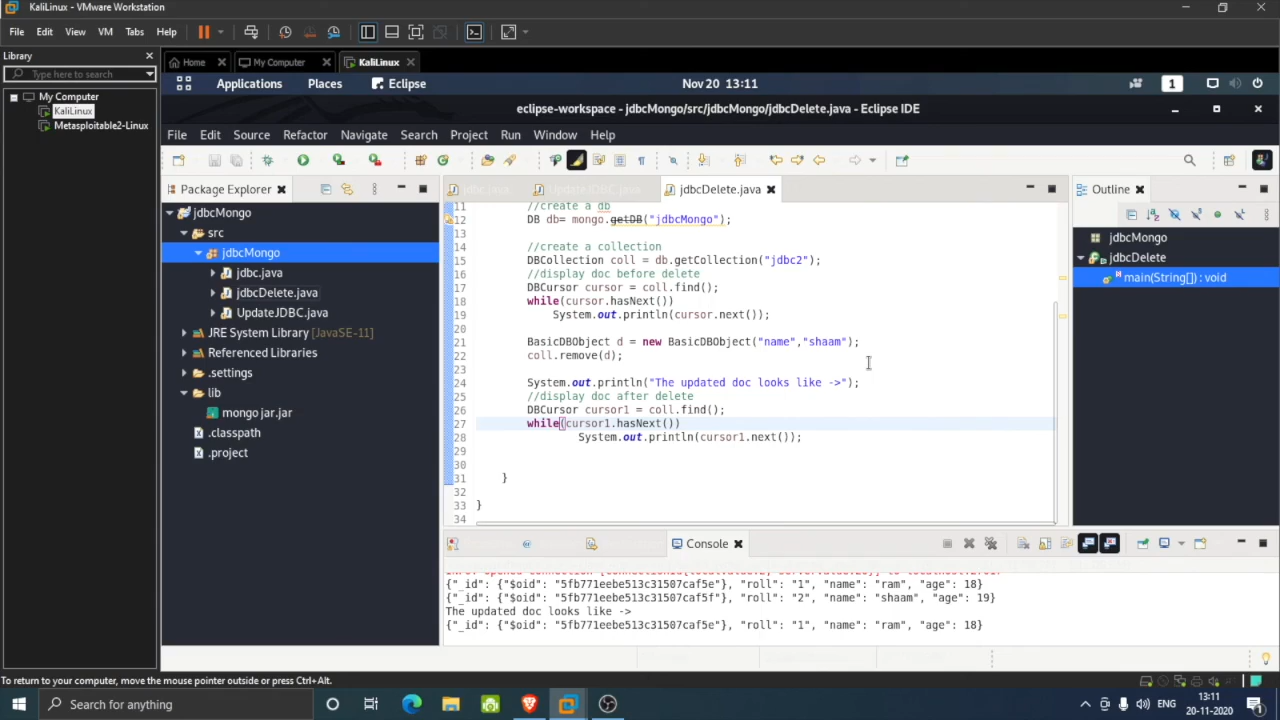 KaliLinux - VMware Workstation
File Edit View VM Tabs Help
Library
Home My Computer KaliLinux
Type here to search
My Computer
KaliLinux
Metasploitable2-Linux
Applications Places Eclipse Nov 20 13:11 1
eclipse-workspace - jdbcMongo/src/jdbcMongo/jdbcDelete.java - Eclipse IDE
File Edit Source Refactor Navigate Search Project Run Window Help
Package Explorer
jdbcMongo
src
jdbcMongo
jdbc.java
jdbcDelete.java
UpdateJDBC.java
JRE System Library [JavaSE-11]
Referenced Libraries
.settings
lib
mongo jar.jar
.classpath
.project
jdbc.java UpdateJDBC.java jdbcDelete.java
11 //create a db
12 DB db= mongo.getDB("jdbcMongo");
13
14 //create a collection
15 DBCollection coll = db.getCollection("jdbc2");
16 //display doc before delete
17 DBCursor cursor = coll.find();
18 while(cursor.hasNext())
19 System.out.println(cursor.next());
20
21 BasicDBObject d = new BasicDBObject("name","shaam");
22 coll.remove(d);
23
24 System.out.println("The updated doc looks like ->");
25 //display doc after delete
26 DBCursor cursor1 = coll.find();
27 while(cursor1.hasNext())
28 System.out.println(cursor1.next());
29
30
31 }
32
33 }
34
Outline
jdbcMongo
jdbcDelete
main(String[]) : void
Console
{"_id": {"$oid": "5fb771eebe513c31507caf5e"}, "roll": "1", "name": "ram", "age": 18}
{"_id": {"$oid": "5fb771eebe513c31507caf5f"}, "roll": "2", "name": "shaam", "age": 19}
The updated doc looks like ->
{"_id": {"$oid": "5fb771eebe513c31507caf5e"}, "roll": "1", "name": "ram", "age": 18}
To return to your computer, move the mouse pointer outside or press Ctrl+Alt.
Type here to search
ENG
13:11
20-11-2020
1